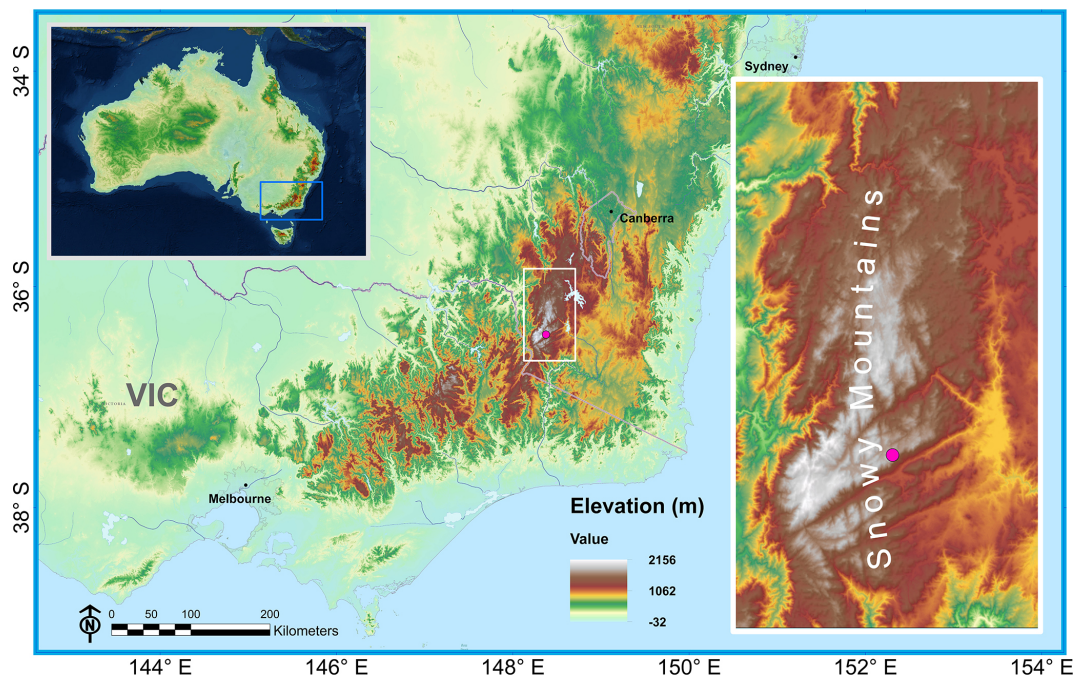 34° S
36° S
38° S
Sydney
Canberra
VIC
Melbourne
Snowy Mountains
Elevation (m)
Value
2156
1062
-32
N
0 50 100 200
Kilometers
144° E 146° E 148° E 150° E 152° E 154° E